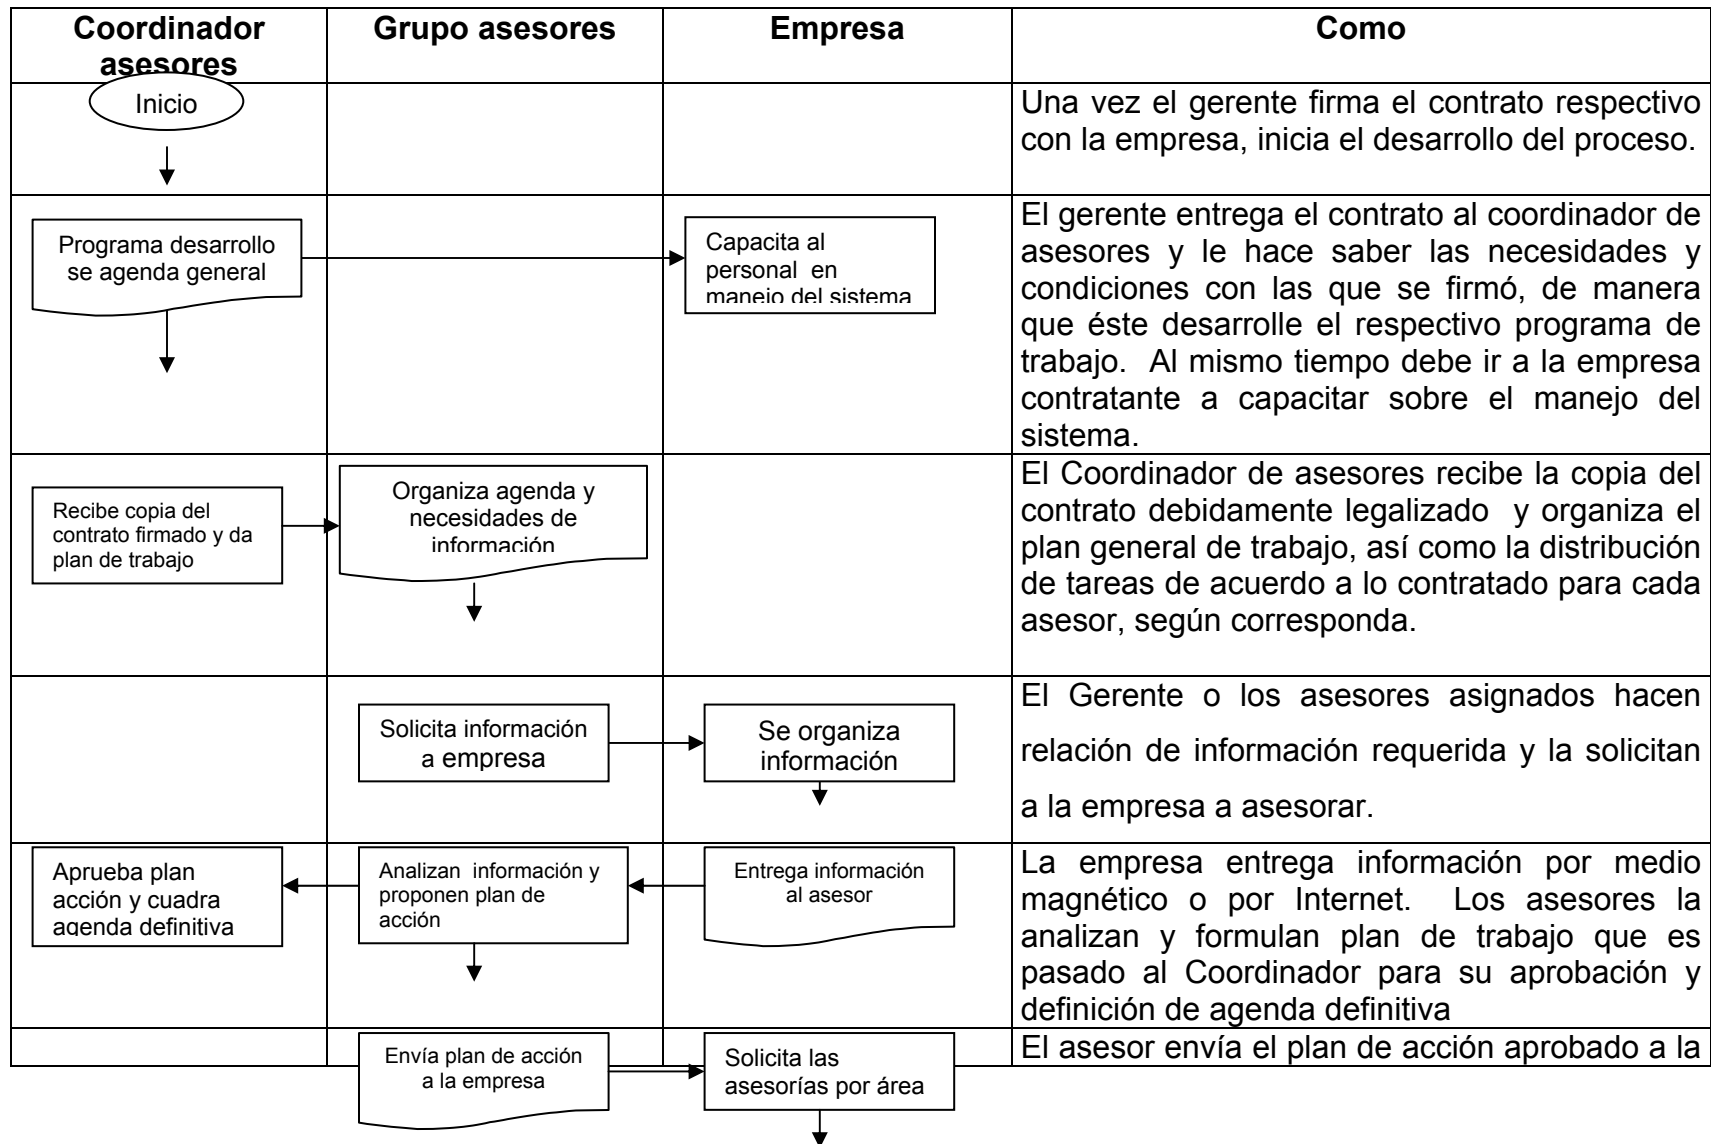 Coordinador
asesores
Grupo asesores
Empresa
Como
Inicio
Una vez el gerente firma el contrato respectivo
con la empresa, inicia el desarrollo del proceso.
Programa desarrollo
se agenda general
Capacita al
personal en
manejo del sistema
El gerente entrega el contrato al coordinador de
asesores y le hace saber las necesidades y
condiciones con las que se firmó, de manera
que éste desarrolle el respectivo programa de
trabajo. Al mismo tiempo debe ir a la empresa
contratante a capacitar sobre el manejo del
sistema.
Recibe copia del
contrato firmado y da
plan de trabajo
Organiza agenda y
necesidades de
información
El Coordinador de asesores recibe la copia del
contrato debidamente legalizado y organiza el
plan general de trabajo, así como la distribución
de tareas de acuerdo a lo contratado para cada
asesor, según corresponda.
Solicita información
a empresa
Se organiza
información
El Gerente o los asesores asignados hacen
relación de información requerida y la solicitan
a la empresa a asesorar.
Aprueba plan
acción y cuadra
agenda definitiva
Analizan información y
proponen plan de
acción
Entrega información
al asesor
La empresa entrega información por medio
magnético o por Internet. Los asesores la
analizan y formulan plan de trabajo que es
pasado al Coordinador para su aprobación y
definición de agenda definitiva
Envía plan de acción
a la empresa
Solicita las
asesorías por área
El asesor envía el plan de acción aprobado a la